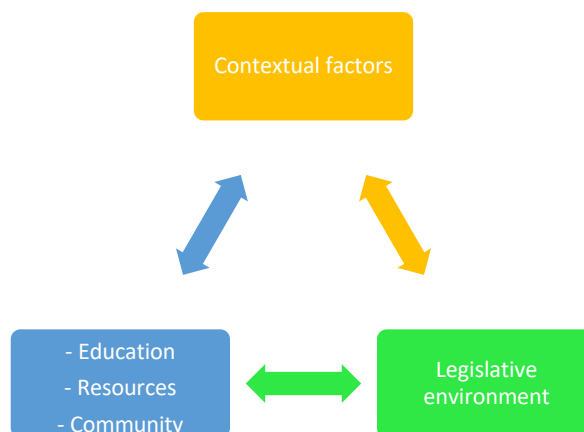 Contextual factors
- Education
- Resources
- Community
Legislative
environment